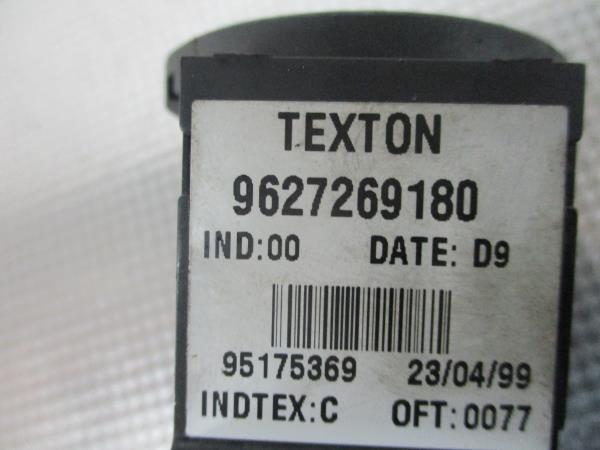 TEXTON
9627269180
IND:00 DATE: D9
95175369 23/04/99
INDTEX:C OFT:0077